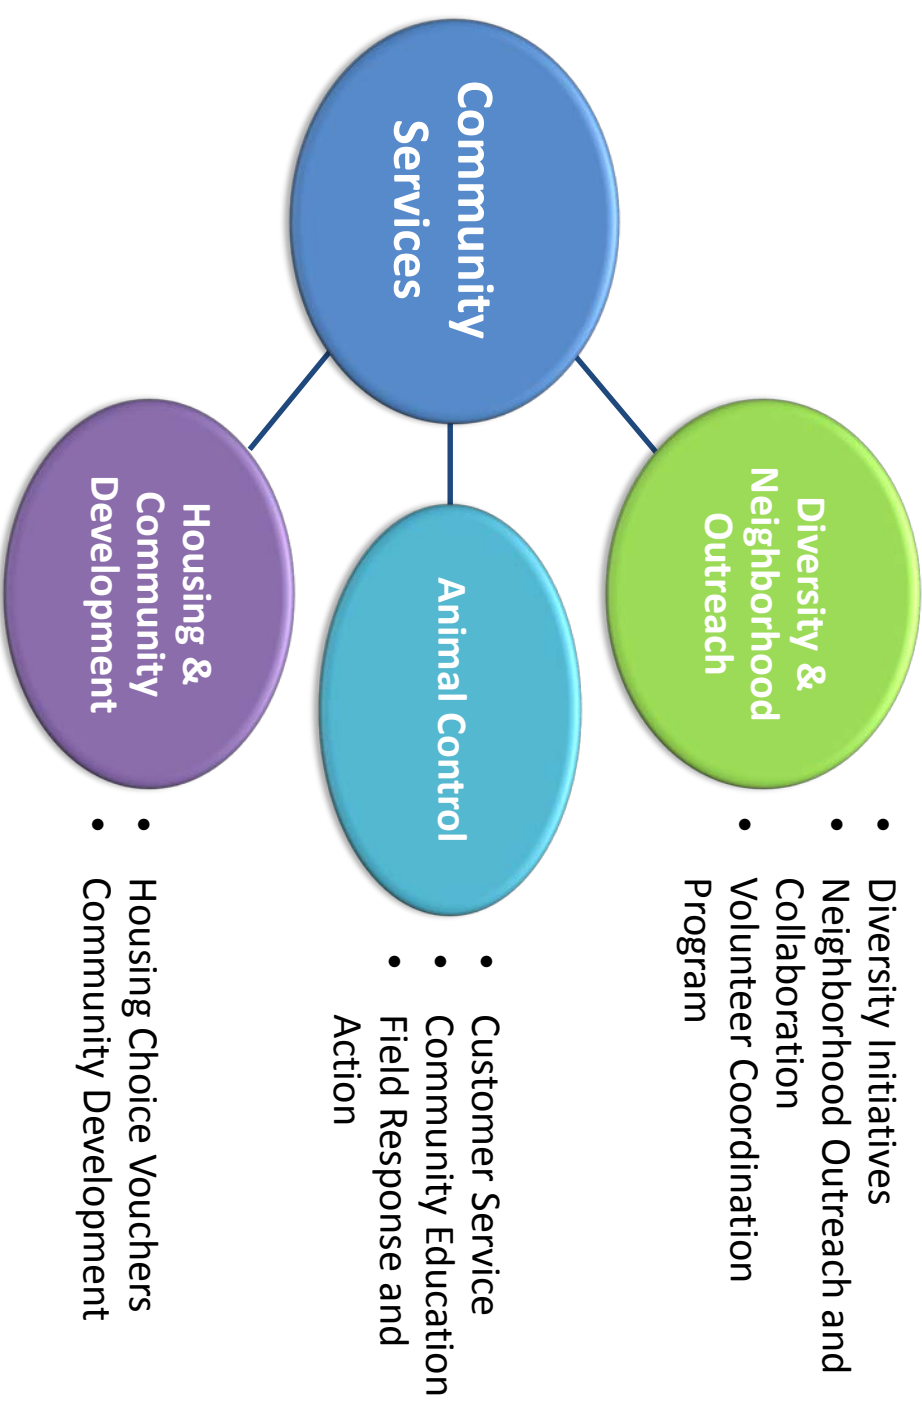 Community
Services
Diversity &
Neighborhood
Outreach
• Diversity Initiatives
• Neighborhood Outreach and
Collaboration
• Volunteer Coordination
Program
Animal Control
• Customer Service
• Community Education
• Field Response and
Action
Housing &
Community
Development
• Housing Choice Vouchers
• Community Development